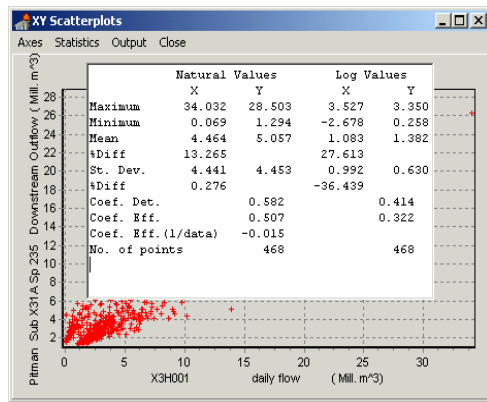 XY Scatterplots
Axes Statistics Output Close
Pitman Sub X31A Sp 235 Downstream Outflow ( Mill. m^3)
28
26
24
22
20
18
16
14
12
10
8
6
4
2
Natural Values Log Values
X Y X Y
Maximum 34.032 28.503 3.527 3.350
Minimum 0.069 1.294 -2.678 0.258
Mean 4.464 5.057 1.083 1.382
%Diff 13.265 27.613
St. Dev. 4.441 4.453 0.992 0.630
%Diff 0.276 -36.439
Coef. Det. 0.582 0.414
Coef. Eff. 0.507 0.322
Coef. Eff.(1/data) -0.015
No. of points 468 468
0 5 10 15 20 25 30
X3H001 daily flow ( Mill. m^3)